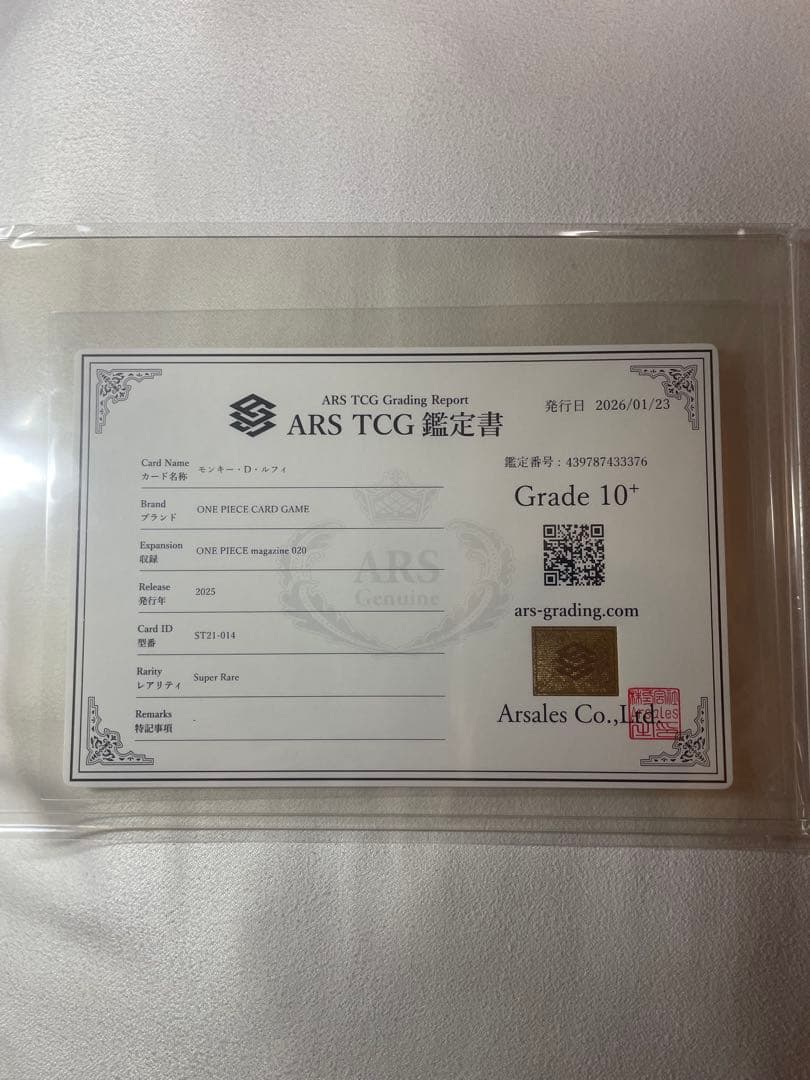 ARS TCG Grading Report
ARS TCG 鑑定書
発行日 2026/01/23
Card Name
カード名称
モンキー・D・ルフィ
Brand
ブランド
ONE PIECE CARD GAME
Expansion
収録
ONE PIECE magazine 020
Release
発行年
2025
Card ID
型番
ST21-014
Rarity
レアリティ
Super Rare
Remarks
特記事項
-
ARS
Genuine
鑑定番号：439787433376
Grade 10+
ars-grading.com
Arsales Co.,Ltd.
Arsales